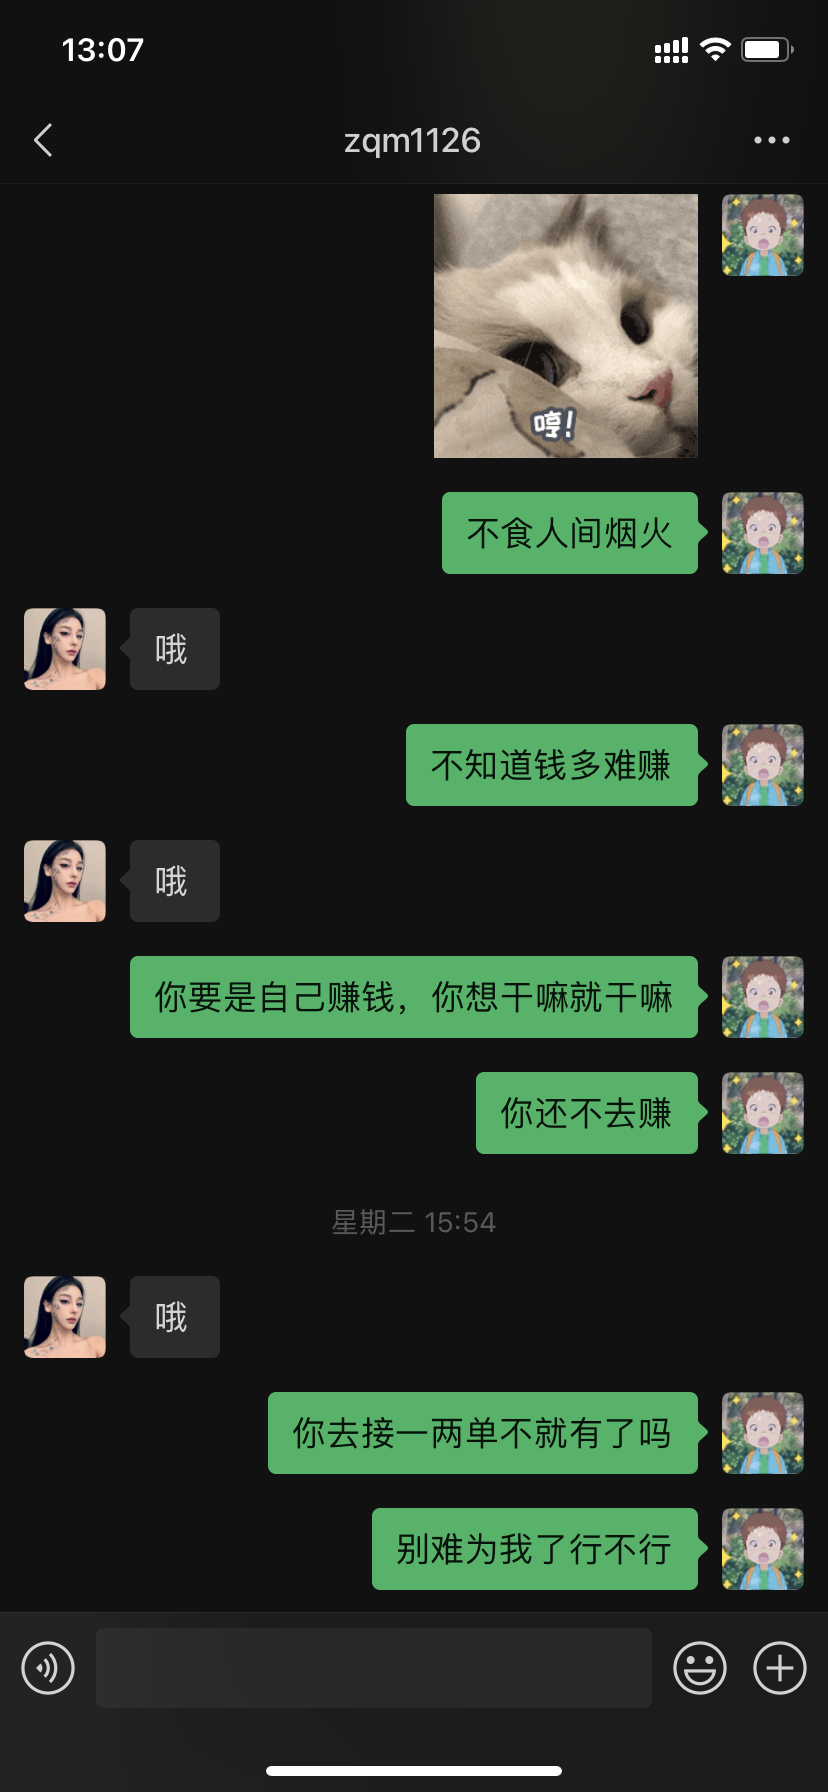 13:07
zqm1126
哼!
不食人间烟火
哦
不知道钱多难赚
哦
你要是自己赚钱，你想干嘛就干嘛
你还不去赚
星期二 15:54
哦
你去接一两单不就有了吗
别难为我了行不行